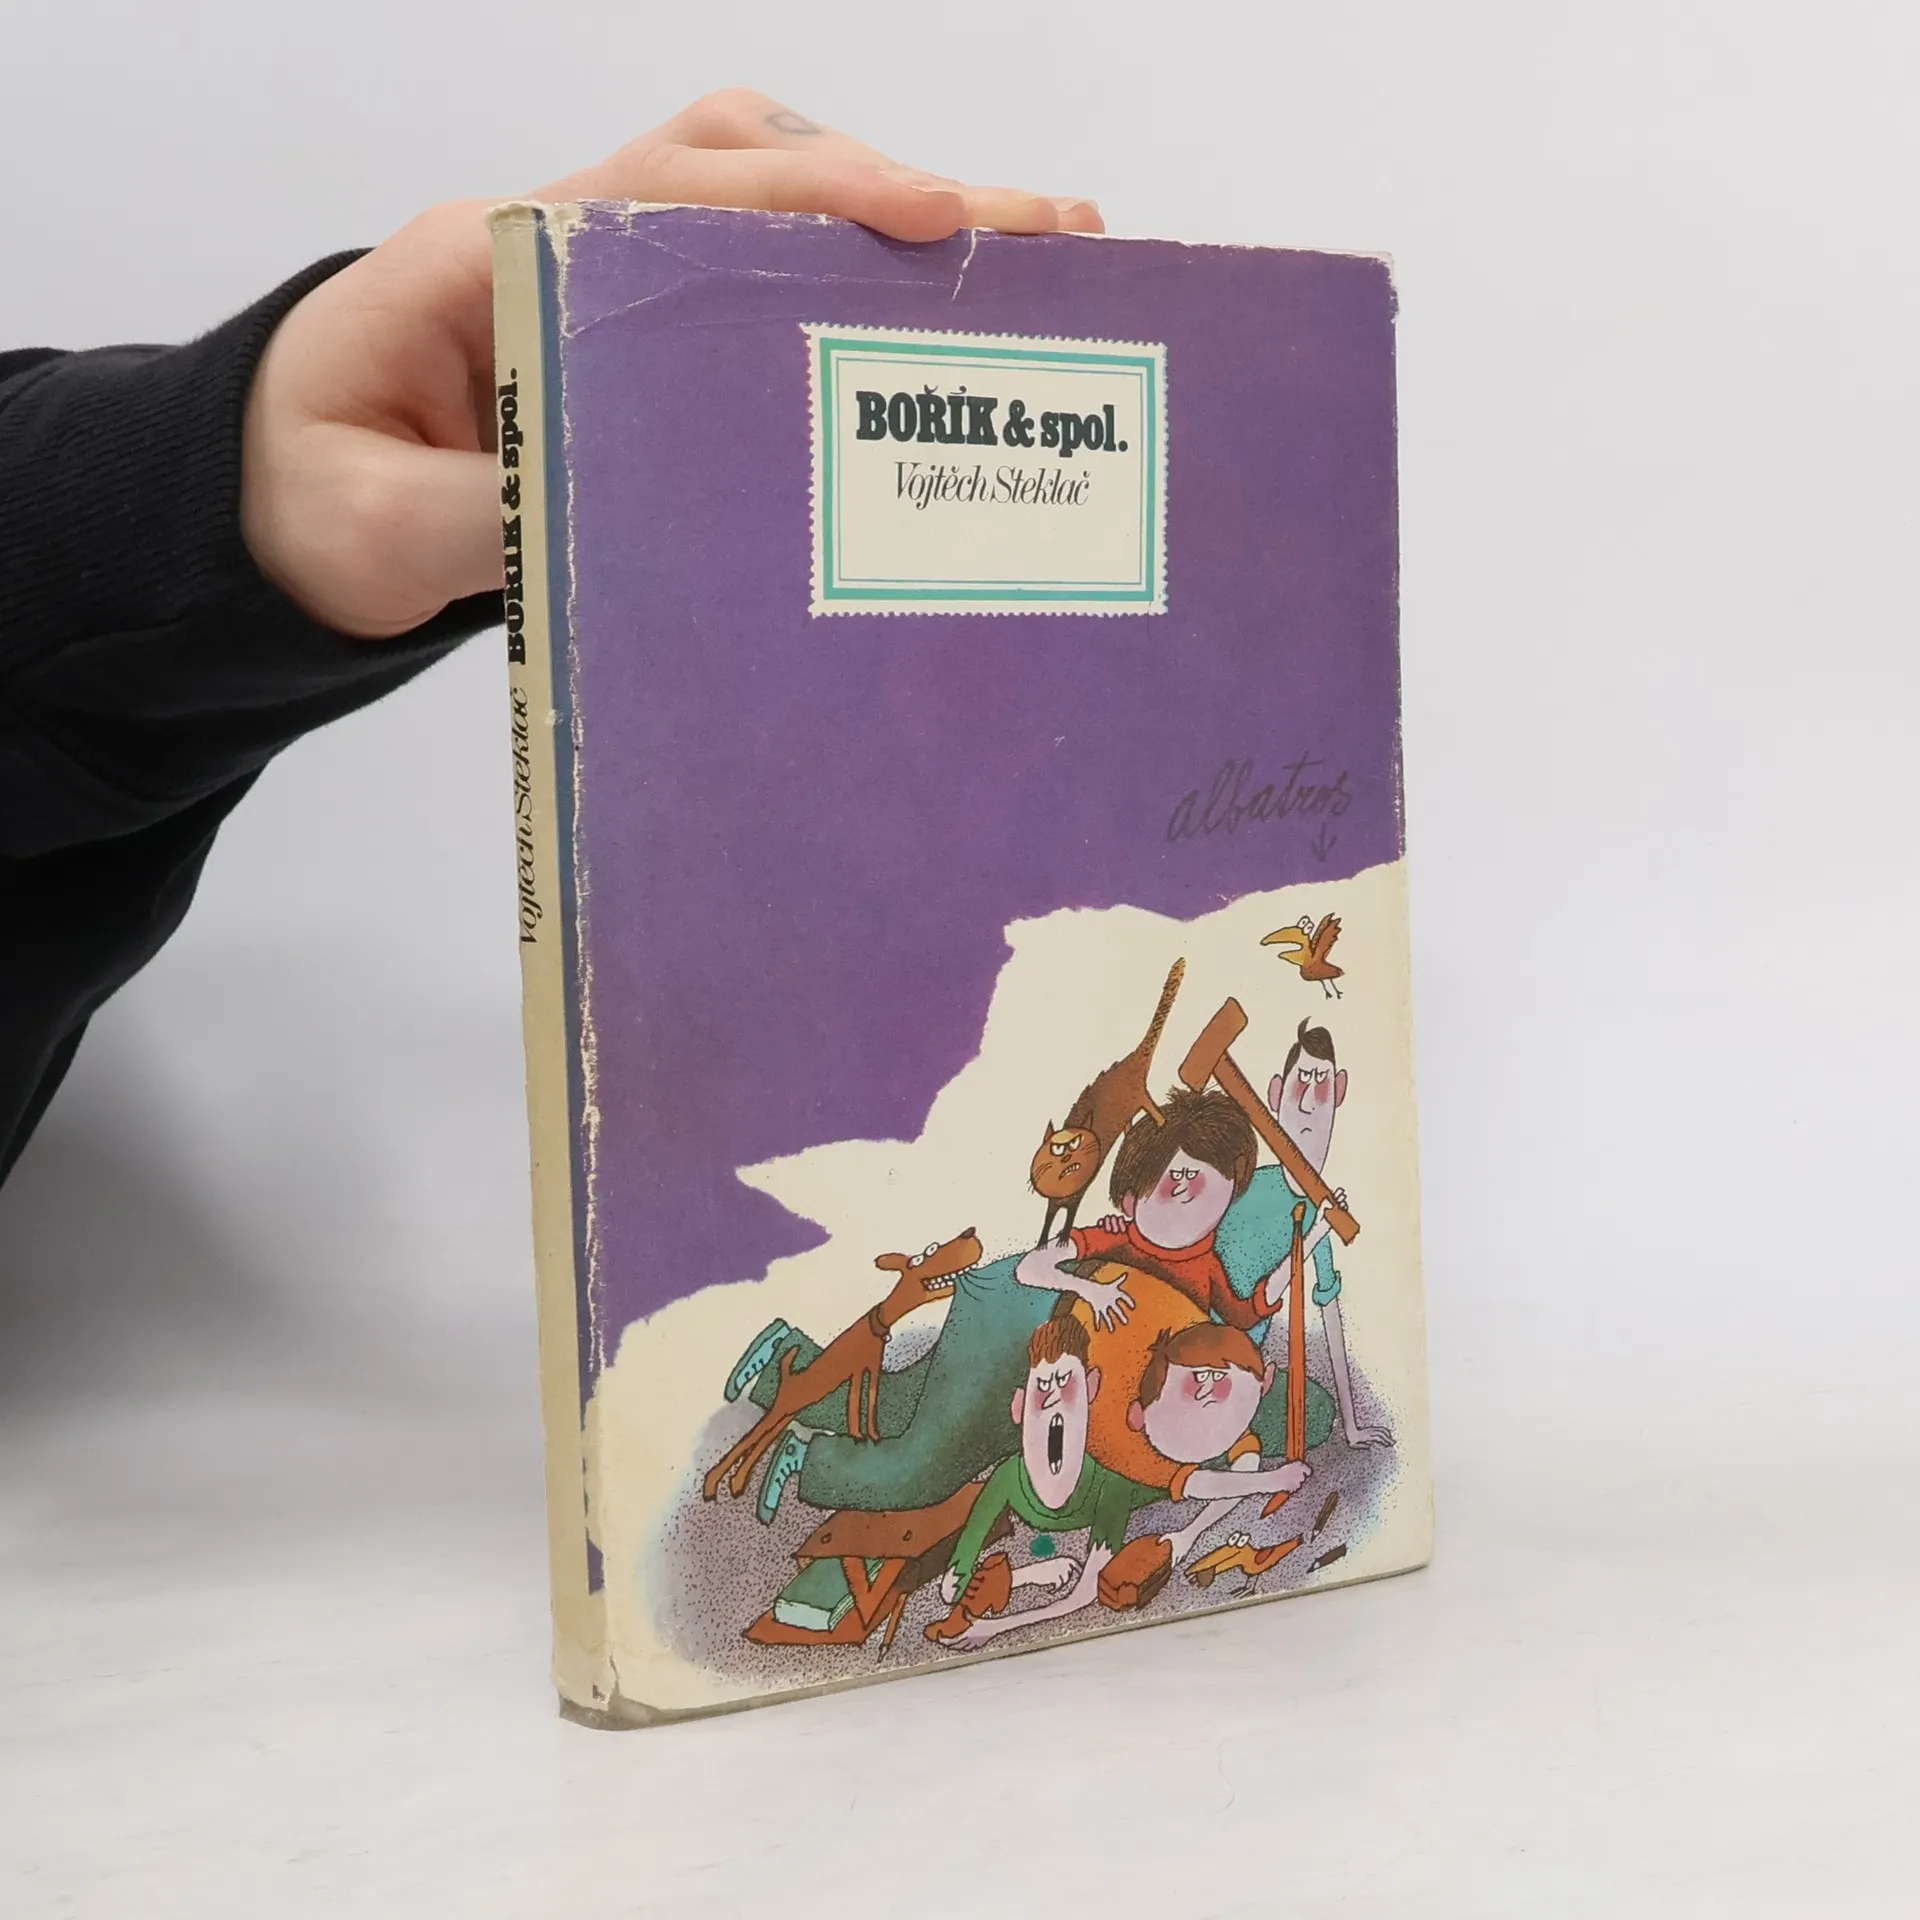 BOŘÍK & spol.
Vojtěch Steklač
albatros
Vojtěch Steklač BOŘÍK & spol.